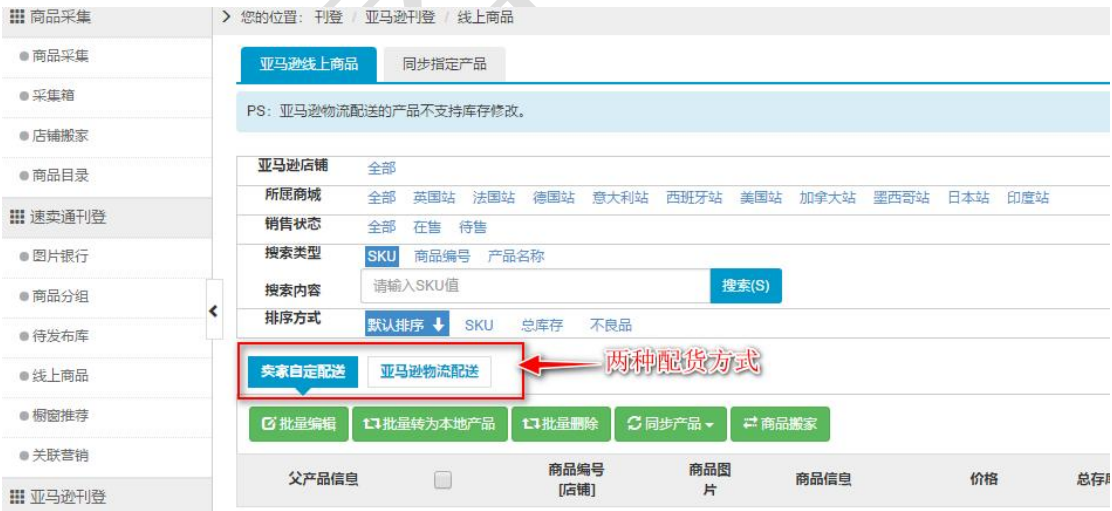 商品采集
商品采集
采集箱
店铺搬家
商品目录
速卖通刊登
图片银行
商品分组
待发布库
线上商品
橱窗推荐
关联营销
亚马逊刊登
您的位置: 刊登 / 亚马逊刊登 / 线上商品
亚马逊线上商品 同步指定产品
PS: 亚马逊物流配送的产品不支持库存修改。
亚马逊店铺 全部
所属商城 全部 英国站 法国站 德国站 意大利站 西班牙站 美国站 加拿大站 墨西哥站 日本站 印度站
销售状态 全部 在售 待售
搜索类型 SKU 商品编号 产品名称
搜索内容 请输入SKU值 搜索(S)
排序方式 默认排序 SKU 总库存 不良品
卖家自定配送 亚马逊物流配送 两种配货方式
批量编辑 批量转为本地产品 批量删除 同步产品 商品搬家
父产品信息 商品编号[店铺] 商品图片 商品信息 价格 总存